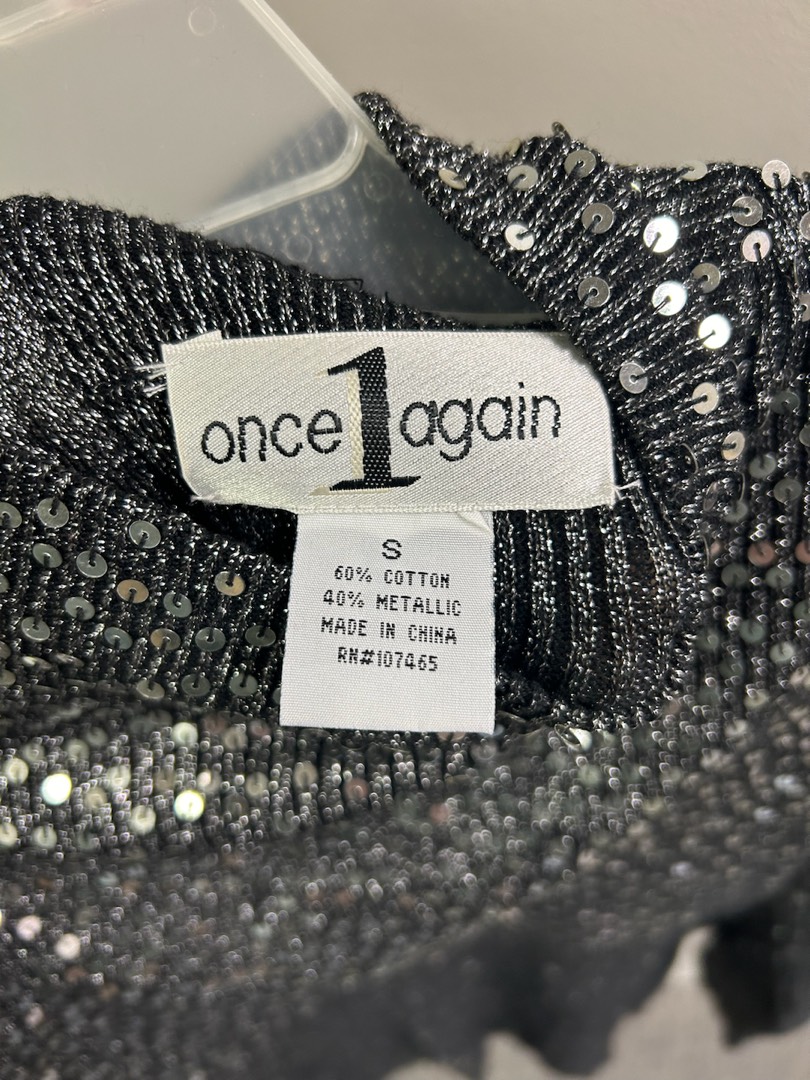 once 1 again
S
60% COTTON
40% METALLIC
MADE IN CHINA
RN#107465